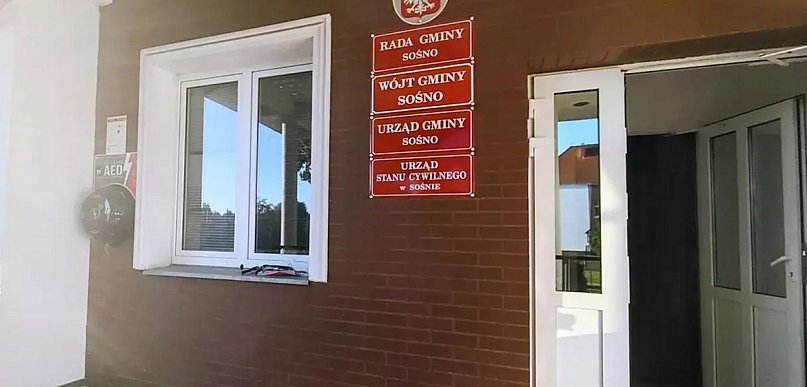 RADA GMINY
SOŚNO
WÓJT GMINY
SOŚNO
URZĄD GMINY
SOŚNO
URZĄD
STANU CYWILNEGO
W SOŚNIE
AED